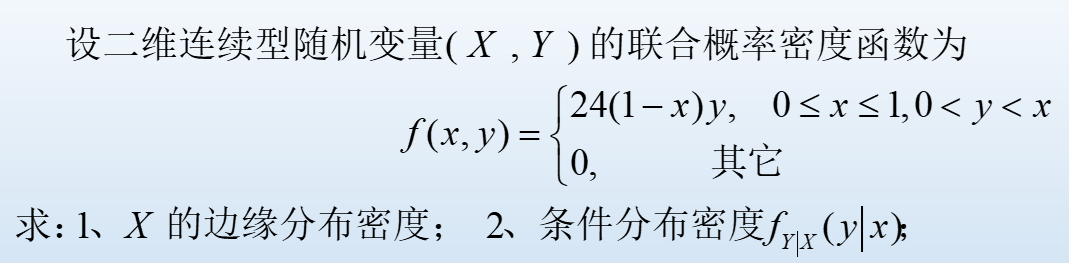 设二维连续型随机变量( X , Y ) 的联合概率密度函数为
f(x, y) = { 24(1 − x)y, 0 ≤ x ≤ 1, 0 < y < x
0, 其它
求: 1、X 的边缘分布密度; 2、条件分布密度 f_{Y|X}(y|x);